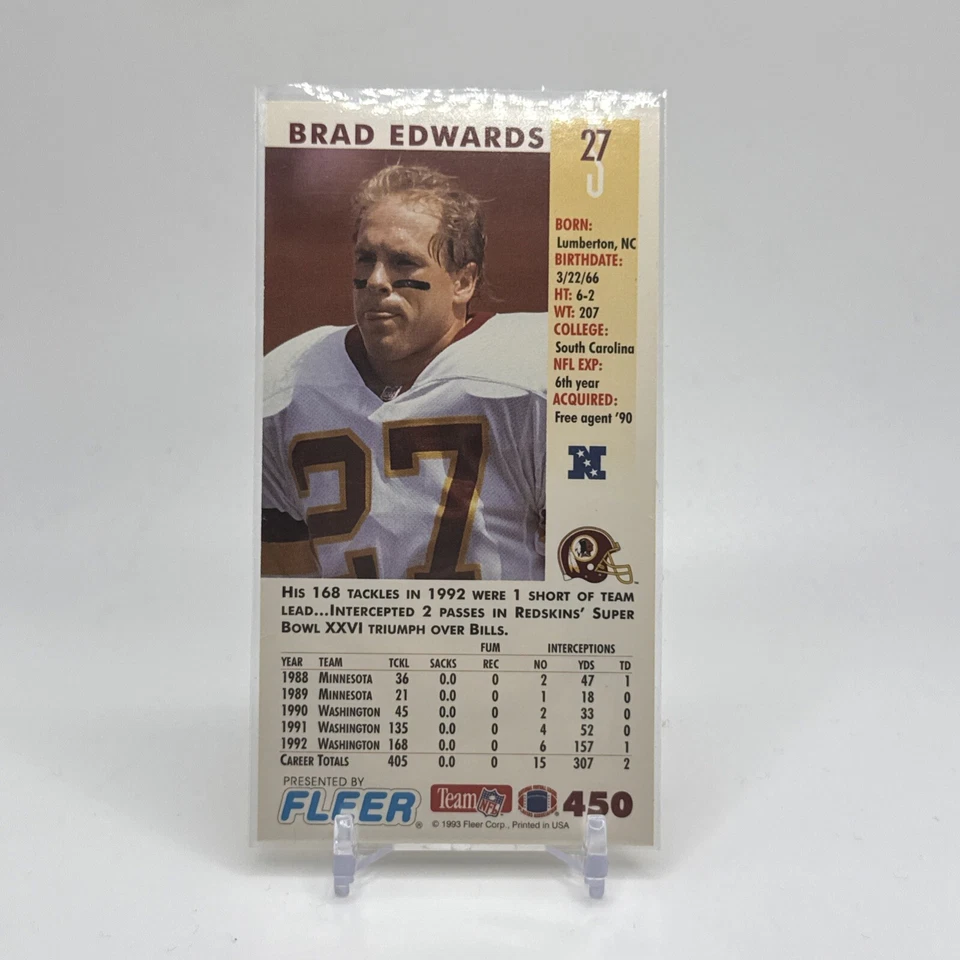 BRAD EDWARDS
27
BORN:
Lumberton, NC
BIRTHDATE:
3/22/66
HT: 6-2
WT: 207
COLLEGE:
South Carolina
NFL EXP:
6th year
ACQUIRED:
Free agent '90
N
27
HIS 168 TACKLES IN 1992 WERE 1 SHORT OF TEAM
LEAD...INTERCEPTED 2 PASSES IN REDSKINS' SUPER
BOWL XXVI TRIUMPH OVER BILLS.
FUM INTERCEPTIONS
YEAR TEAM TCKL SACKS REC NO YDS TD
1988 MINNESOTA 36 0.0 0 2 47 1
1989 MINNESOTA 21 0.0 0 1 18 0
1990 WASHINGTON 45 0.0 0 2 33 0
1991 WASHINGTON 135 0.0 0 4 52 0
1992 WASHINGTON 168 0.0 0 6 157 1
CAREER TOTALS 405 0.0 0 15 307 2
PRESENTED BY
FLEER® Team NFL 450
© 1993 Fleer Corp., Printed in USA